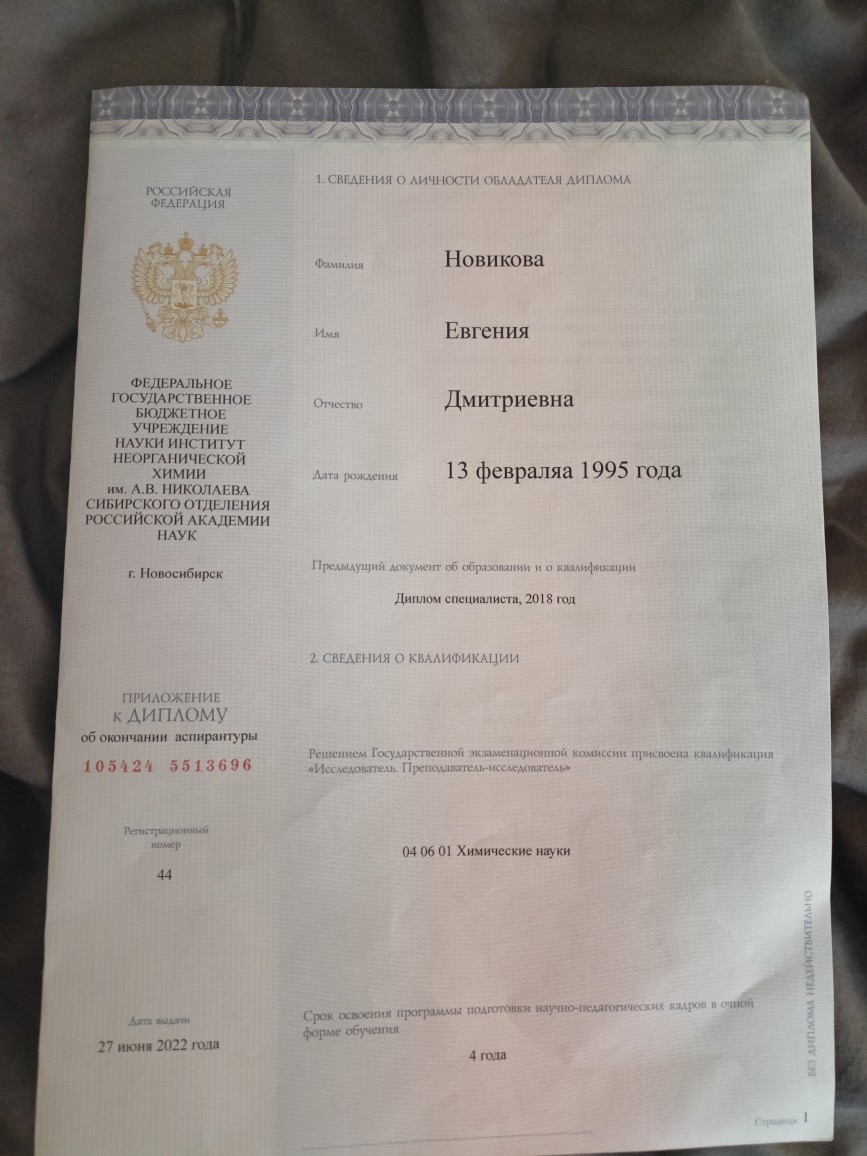 РОССИЙСКАЯ
ФЕДЕРАЦИЯ
ФЕДЕРАЛЬНОЕ
ГОСУДАРСТВЕННОЕ
БЮДЖЕТНОЕ
УЧРЕЖДЕНИЕ
НАУКИ ИНСТИТУТ
НЕОРГАНИЧЕСКОЙ
ХИМИИ
им. А.В. НИКОЛАЕВА
СИБИРСКОГО ОТДЕЛЕНИЯ
РОССИЙСКОЙ АКАДЕМИИ
НАУК
г. Новосибирск
ПРИЛОЖЕНИЕ
К ДИПЛОМУ
об окончании аспирантуры
105424 5513696
Регистрационный
номер
44
Дата выдачи
27 июня 2022 года
1. СВЕДЕНИЯ О ЛИЧНОСТИ ОБЛАДАТЕЛЯ ДИПЛОМА
Фамилия Новикова
Имя Евгения
Отчество Дмитриевна
Дата рождения 13 февраляа 1995 года
Предыдущий документ об образовании и о квалификации
Диплом специалиста, 2018 год
2. СВЕДЕНИЯ О КВАЛИФИКАЦИИ
Решением Государственной экзаменационной комиссии присвоена квалификация
«Исследователь. Преподаватель-исследователь»
04 06 01 Химические науки
Срок освоения программы подготовки научно-педагогических кадров в очной
форме обучения
4 года
БЕЗ ДИПЛОМА НЕДЕЙСТВИТЕЛЬНО
Страница 1